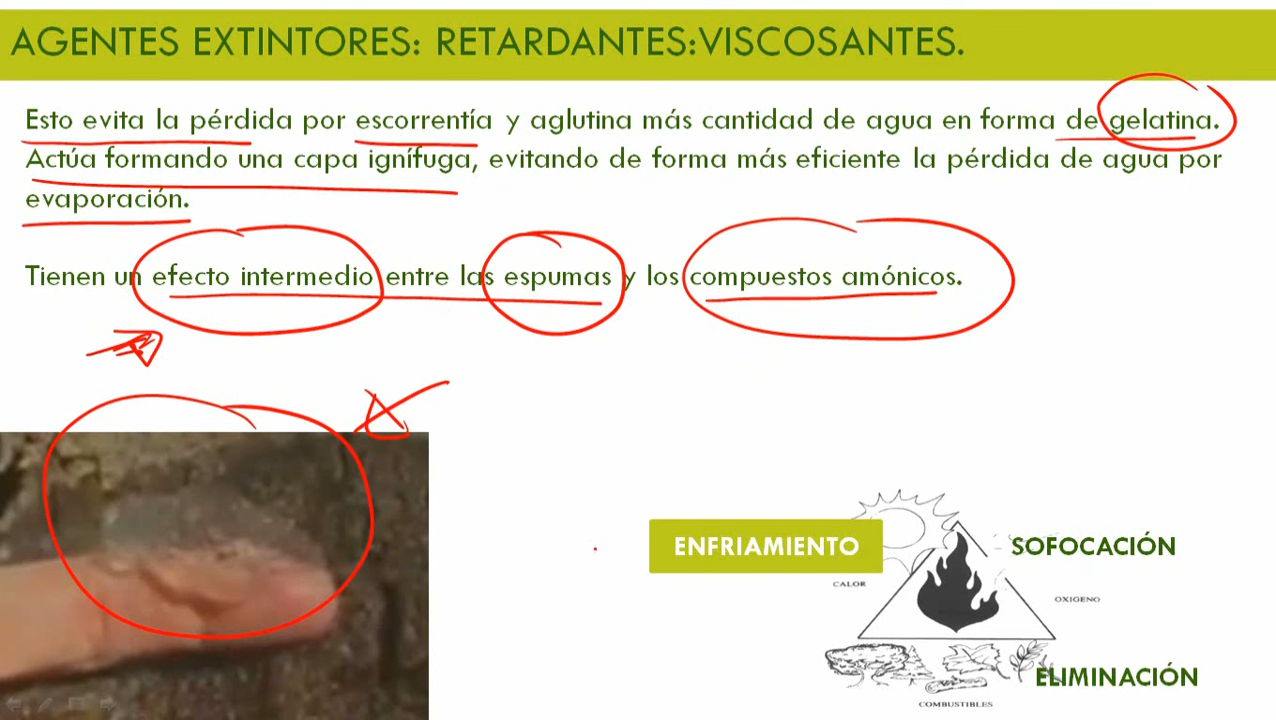 AGENTES EXTINTORES: RETARDANTES:VISCOSANTES.
Esto evita la pérdida por escorrentía y aglutina más cantidad de agua en forma de gelatina.
Actúa formando una capa ignífuga, evitando de forma más eficiente la pérdida de agua por
evaporación.
Tienen un efecto intermedio entre las espumas y los compuestos amónicos.
ENFRIAMIENTO
SOFOCACIÓN
CALOR
OXIGENO
ELIMINACIÓN
COMBUSTIBLES